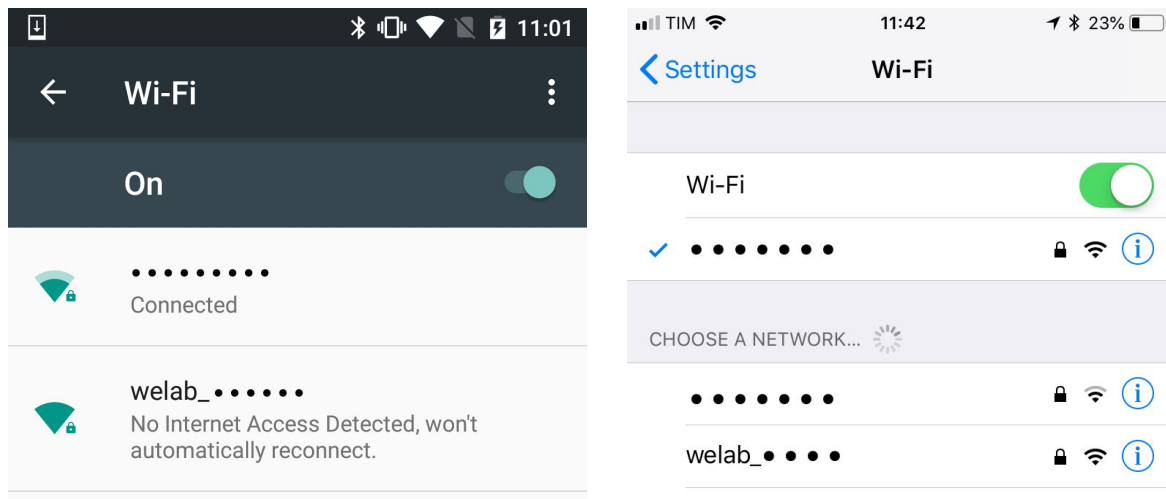 11:01
Wi-Fi
On
•••••••••
Connected
welab_••••••
No Internet Access Detected, won't
automatically reconnect.
TIM 11:42 23%
Settings Wi-Fi
Wi-Fi
•••••••
CHOOSE A NETWORK...
•••••••
welab_••••